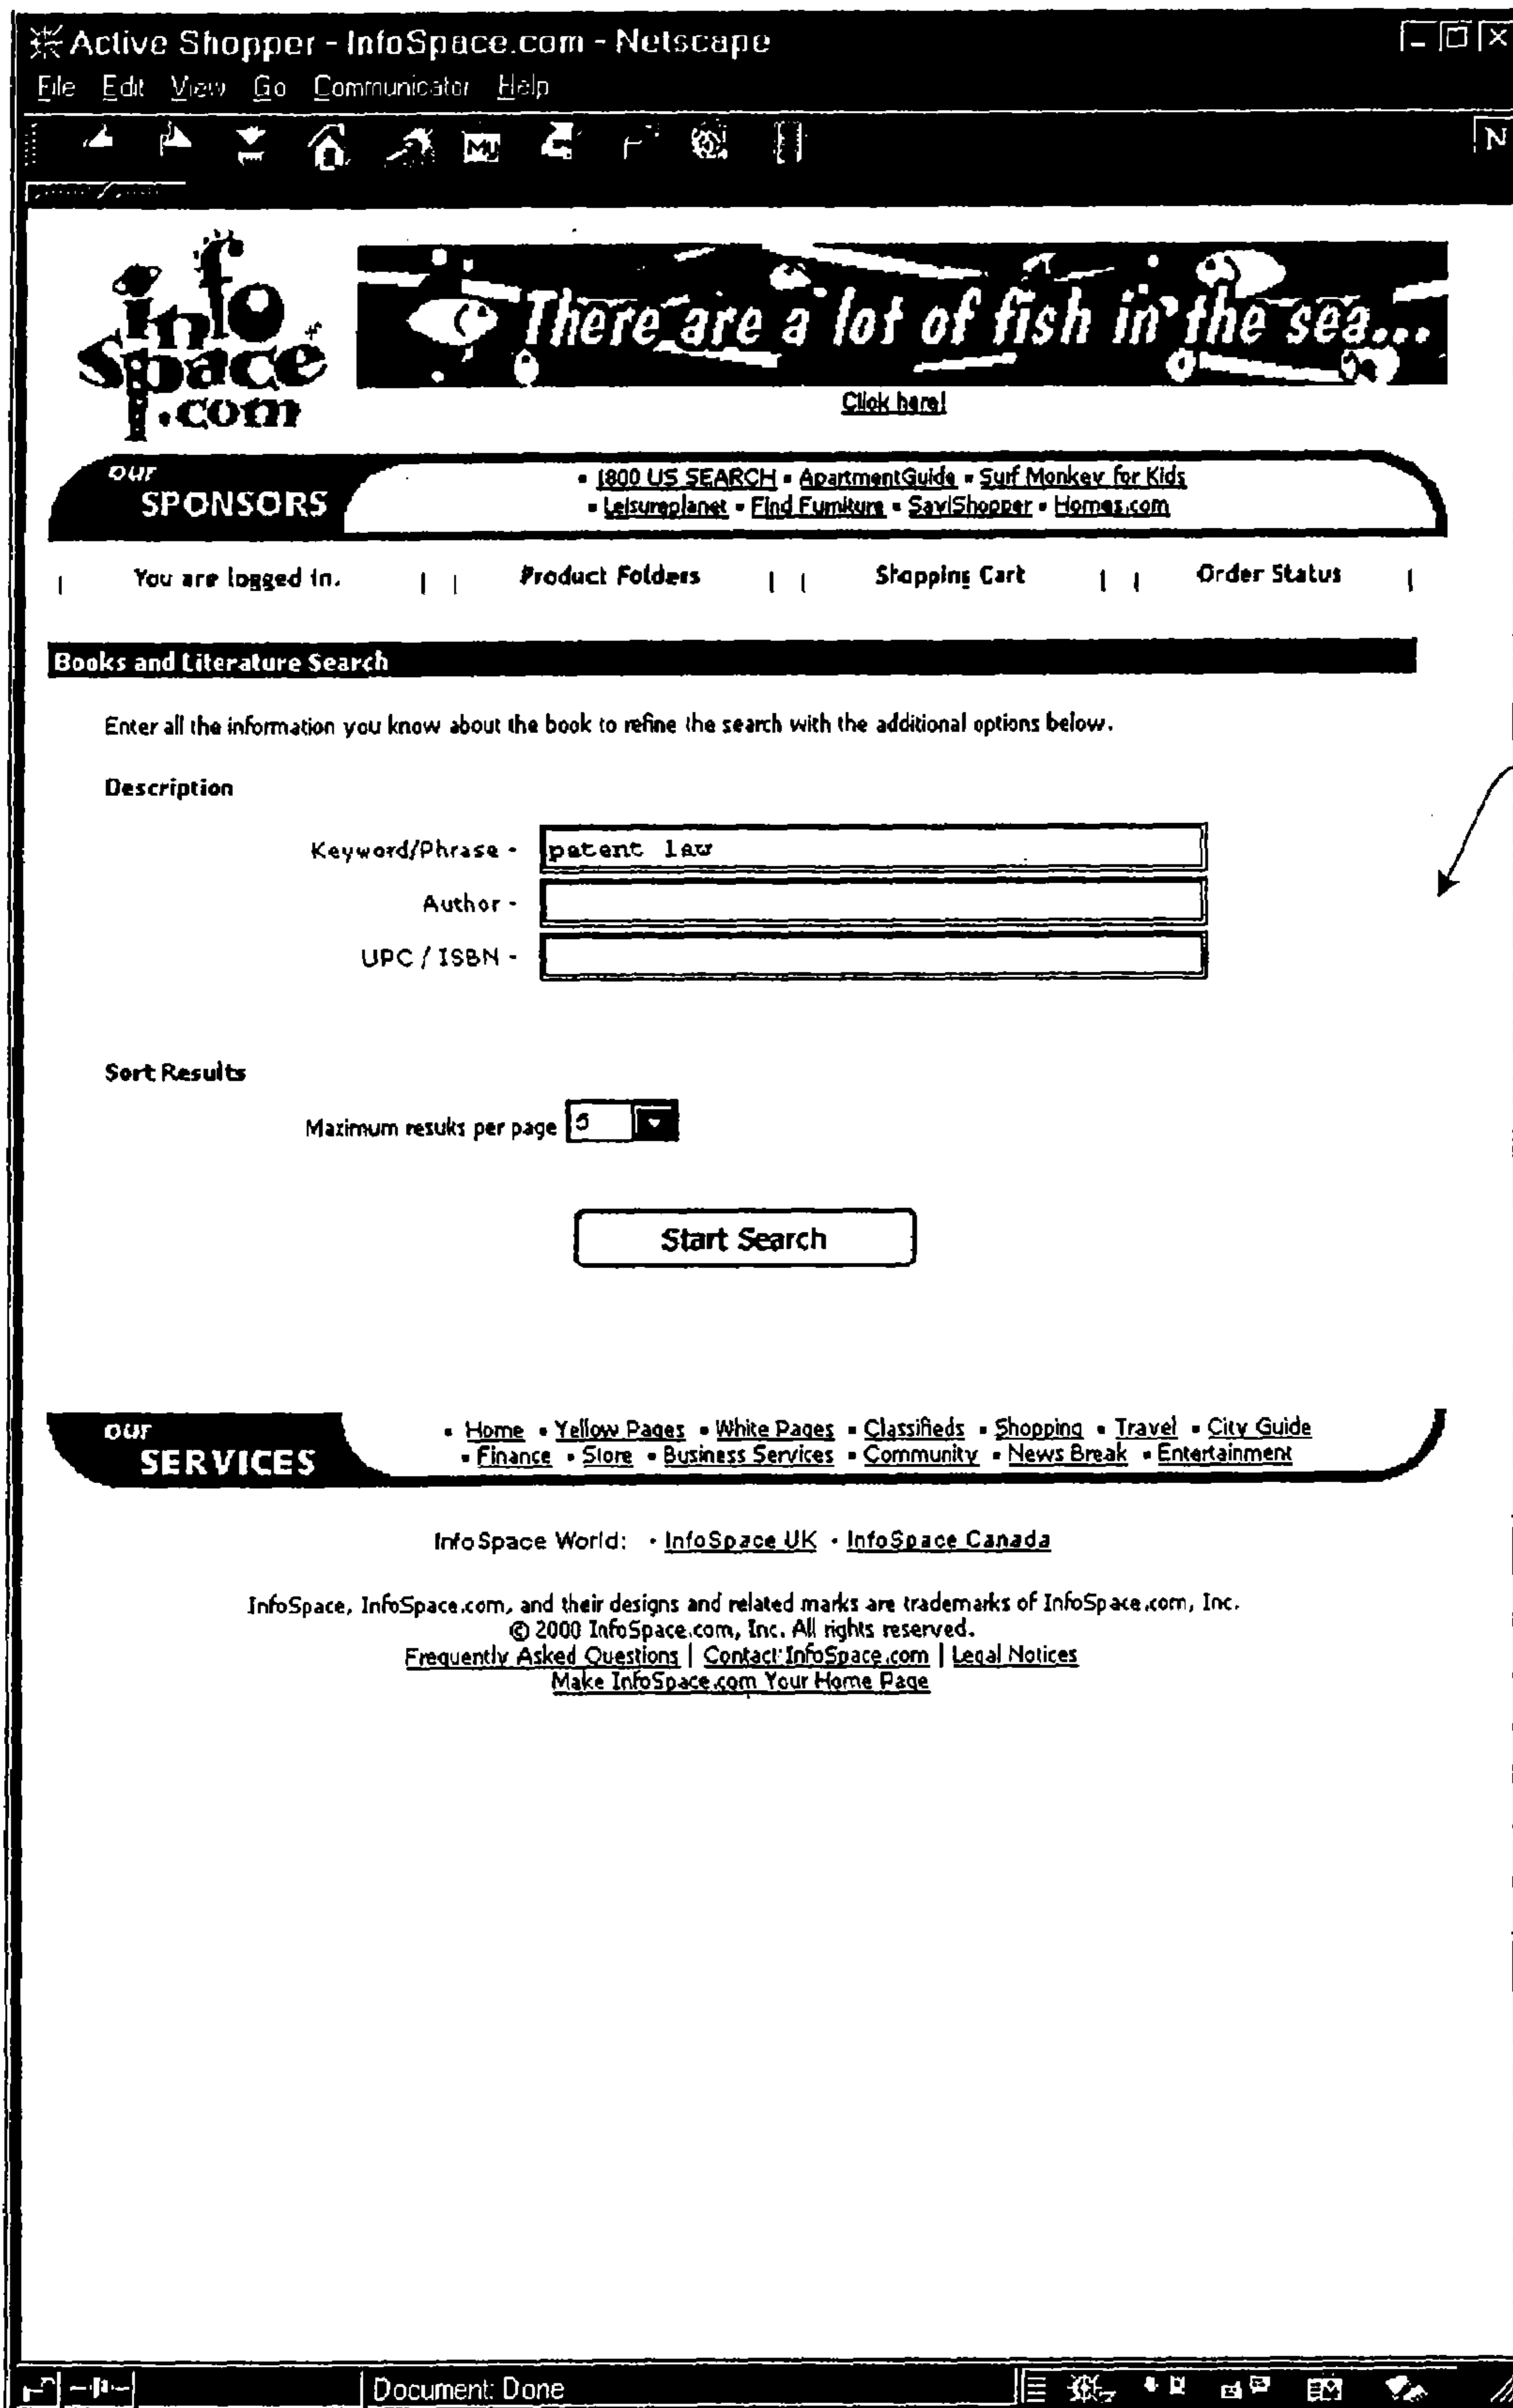 Active Shopper - InfoSpace.com - Netscape
File Edit View Go Communicator Help
My
N
info
space
.com
There are a lot of fish in the sea...
Click here!
our
SPONSORS
▪ 1800 US SEARCH ▪ ApartmentGuide ▪ Surf Monkey for Kids
▪ Leisureplanet ▪ Find Furniture ▪ SaviShopper ▪ Homes.com
| You are logged in. | | Product Folders | | Shopping Cart | | Order Status |
Books and Literature Search
Enter all the information you know about the book to refine the search with the additional options below.
Description
Keyword/Phrase - patent law
Author -
UPC / ISBN -
Sort Results
Maximum results per page 5
Start Search
our
SERVICES
▪ Home ▪ Yellow Pages ▪ White Pages ▪ Classifieds ▪ Shopping ▪ Travel ▪ City Guide
▪ Finance ▪ Store ▪ Business Services ▪ Community ▪ News Break ▪ Entertainment
InfoSpace World: • InfoSpace UK • InfoSpace Canada
InfoSpace, InfoSpace.com, and their designs and related marks are trademarks of InfoSpace.com, Inc.
© 2000 InfoSpace.com, Inc. All rights reserved.
Frequently Asked Questions | Contact InfoSpace.com | Legal Notices
Make InfoSpace.com Your Home Page
Document: Done